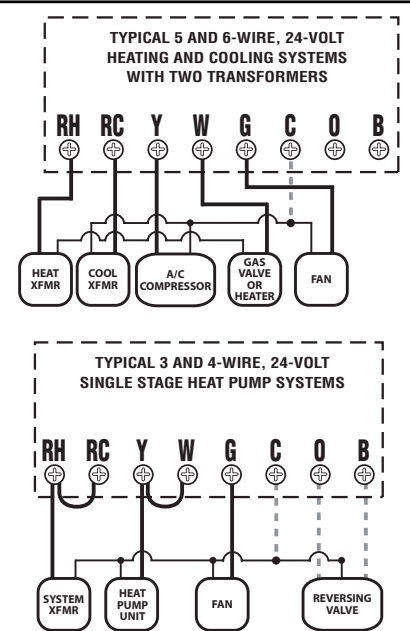 TYPICAL 5 AND 6-WIRE, 24-VOLT
HEATING AND COOLING SYSTEMS
WITH TWO TRANSFORMERS
RH RC Y W G C O B
HEAT
XFMR
COOL
XFMR
A/C
COMPRESSOR
GAS
VALVE
OR
HEATER
FAN
TYPICAL 3 AND 4-WIRE, 24-VOLT
SINGLE STAGE HEAT PUMP SYSTEMS
RH RC Y W G C O B
SYSTEM
XFMR
HEAT
PUMP
UNIT
FAN
REVERSING
VALVE